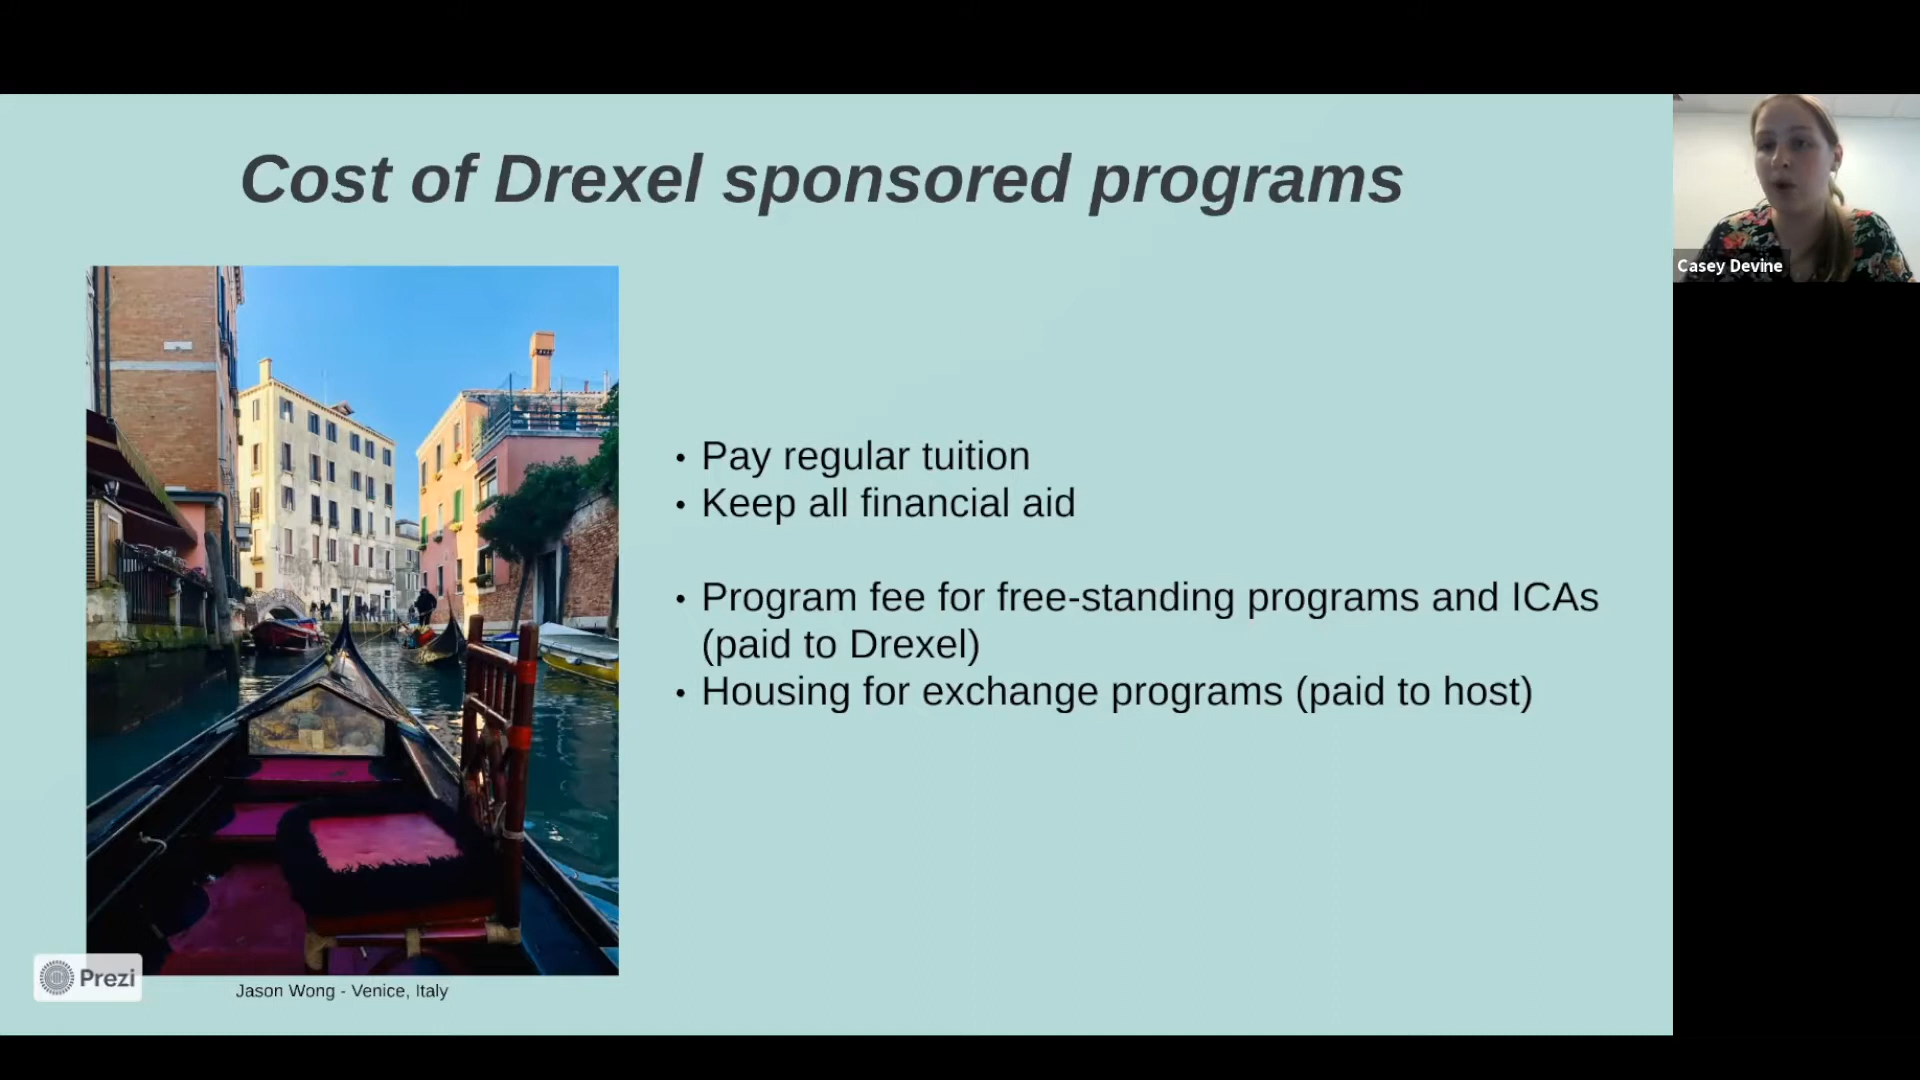 Cost of Drexel sponsored programs
Casey Devine
• Pay regular tuition
• Keep all financial aid
• Program fee for free-standing programs and ICAs
(paid to Drexel)
• Housing for exchange programs (paid to host)
Prezi
Jason Wong - Venice, Italy